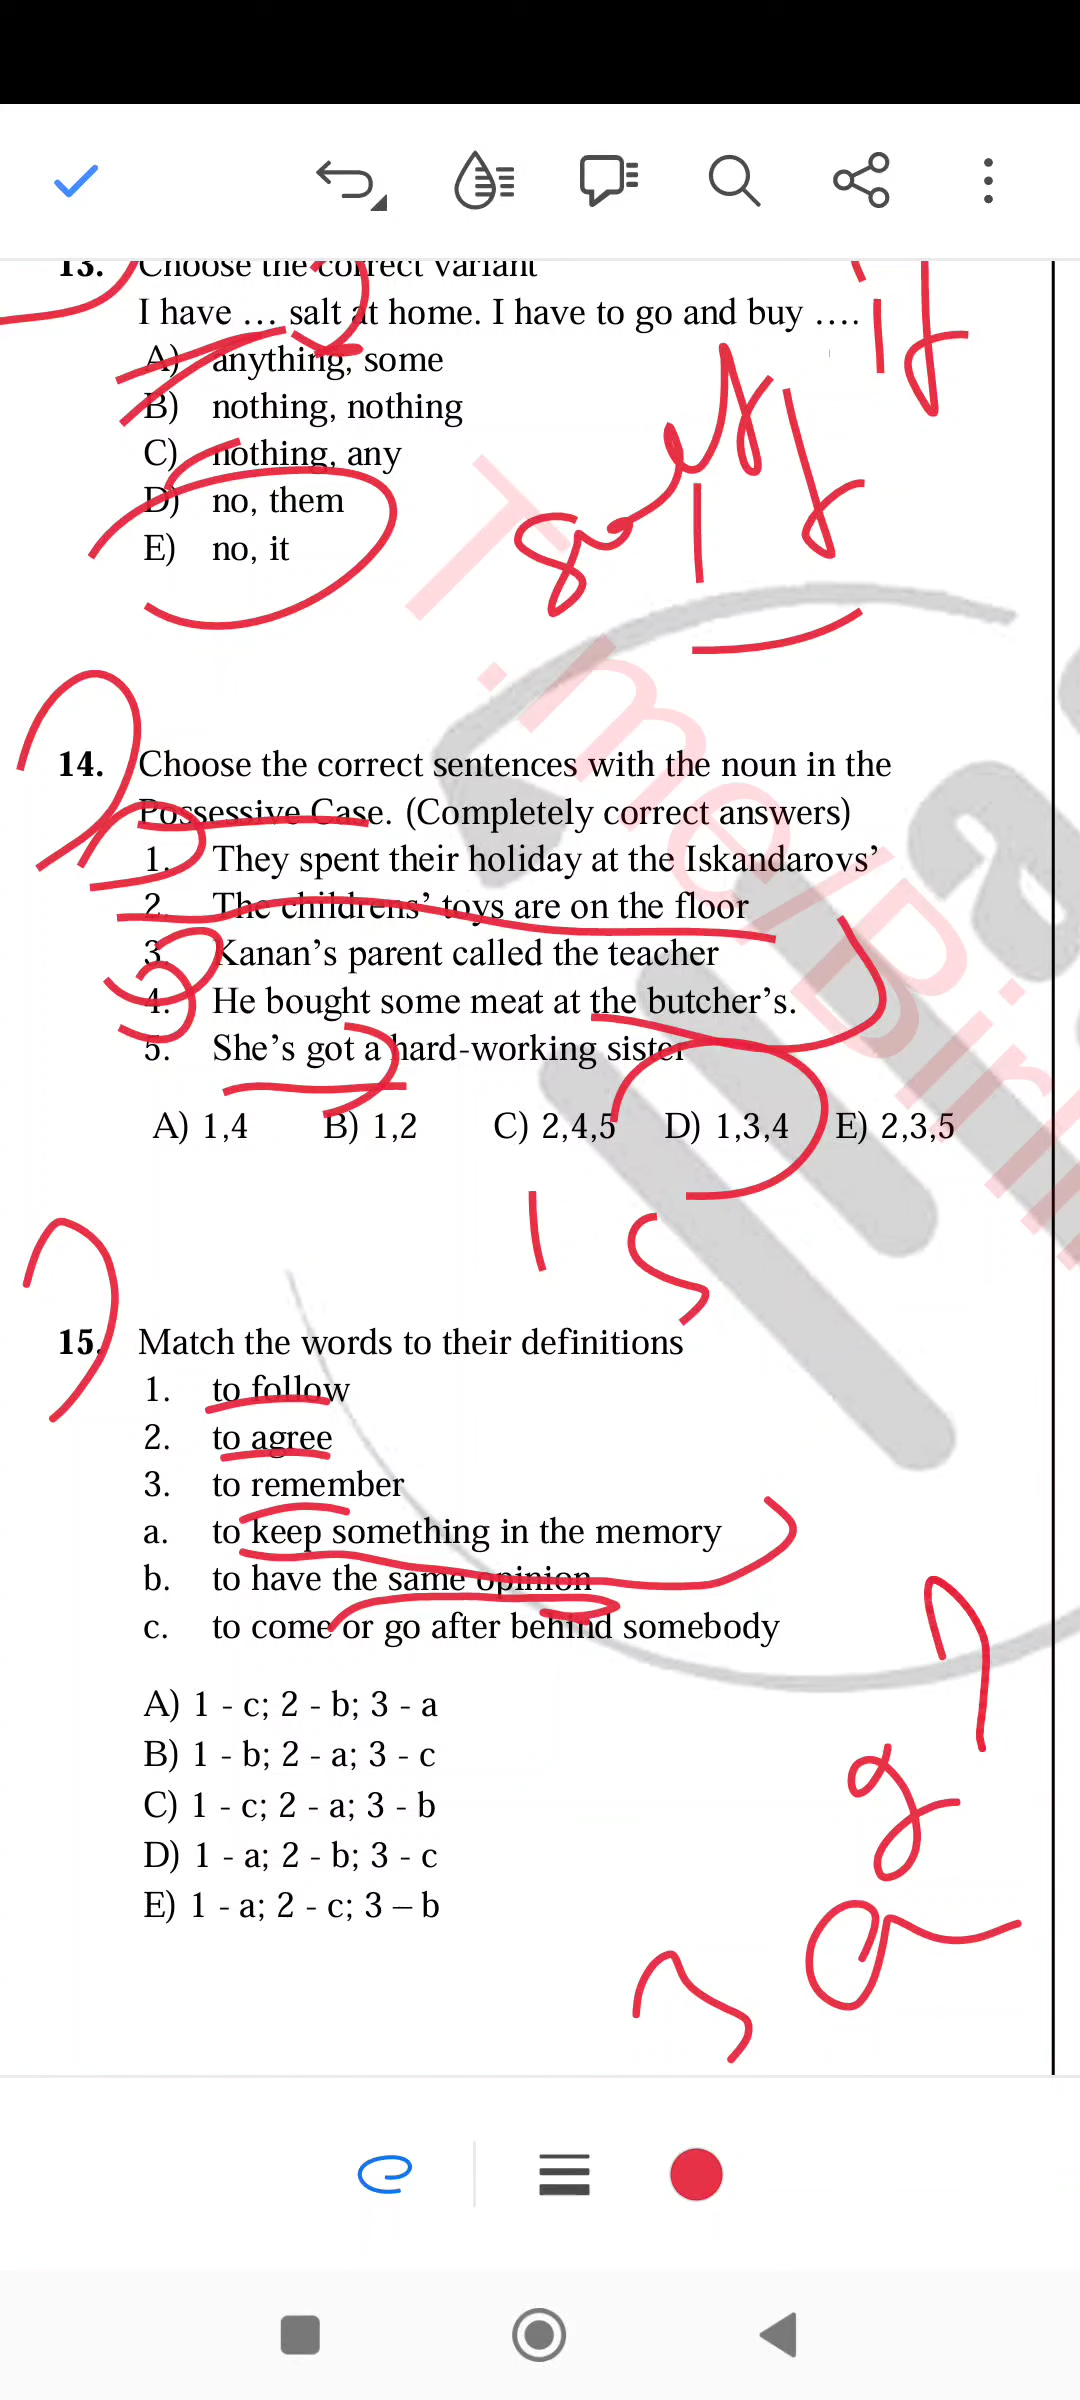 13. Choose the correct variant
I have ... salt at home. I have to go and buy ....
A) anything, some
B) nothing, nothing
C) nothing, any
D) no, them
E) no, it
it
14. Choose the correct sentences with the noun in the
Possessive Case. (Completely correct answers)
1. They spent their holiday at the Iskandarovs’
2. The childrens’ toys are on the floor
3. Kanan’s parent called the teacher
4. He bought some meat at the butcher’s.
5. She’s got a hard-working sister
A) 1,4 B) 1,2 C) 2,4,5 D) 1,3,4 E) 2,3,5
15. Match the words to their definitions
1. to follow
2. to agree
3. to remember
a. to keep something in the memory
b. to have the same opinion
c. to come or go after behind somebody
A) 1 - c; 2 - b; 3 - a
B) 1 - b; 2 - a; 3 - c
C) 1 - c; 2 - a; 3 - b
D) 1 - a; 2 - b; 3 - c
E) 1 - a; 2 - c; 3 – b